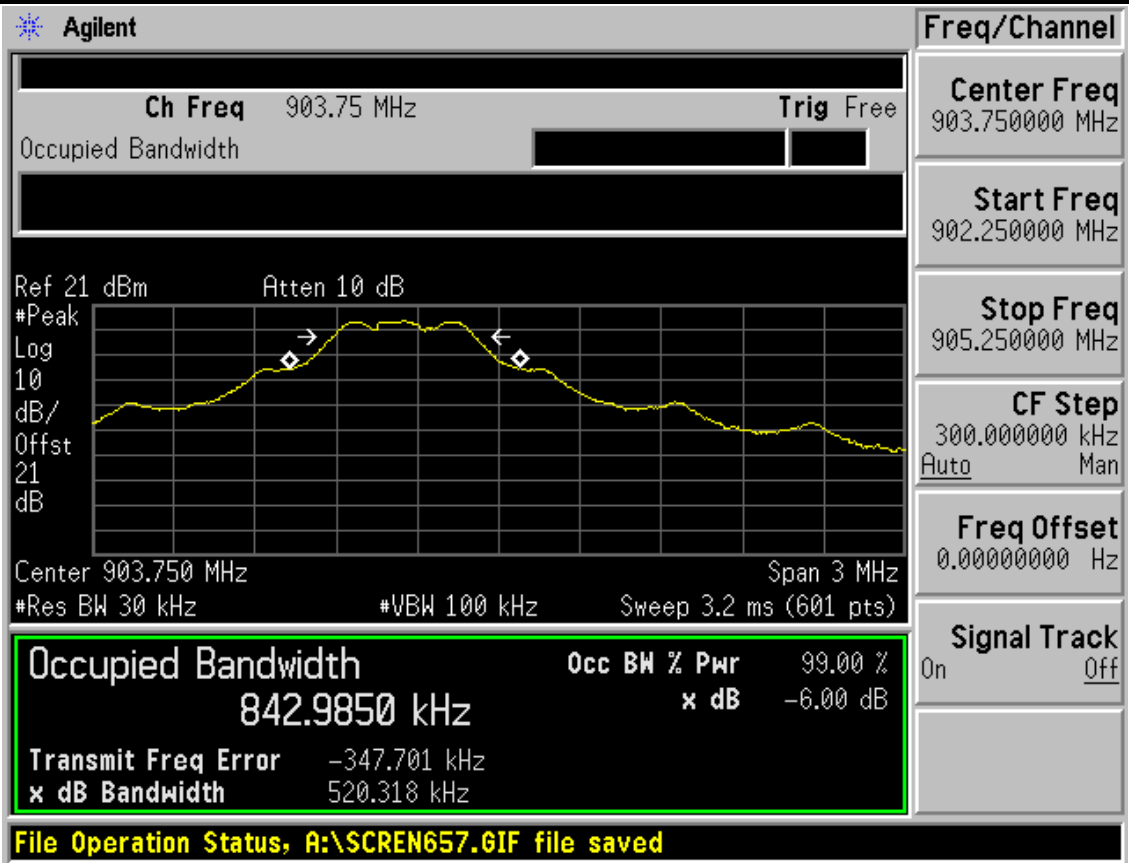 Agilent
Freq/Channel
Ch Freq 903.75 MHz Trig Free
Occupied Bandwidth
Center Freq
903.750000 MHz
Start Freq
902.250000 MHz
Stop Freq
905.250000 MHz
CF Step
300.000000 kHz
Auto Man
Freq Offset
0.00000000 Hz
Signal Track
On Off
Ref 21 dBm Atten 10 dB
#Peak
Log
10
dB/
Offst
21
dB
Center 903.750 MHz Span 3 MHz
#Res BW 30 kHz #VBW 100 kHz Sweep 3.2 ms (601 pts)
Occupied Bandwidth
842.9850 kHz
Occ BW % Pwr 99.00 %
x dB -6.00 dB
Transmit Freq Error -347.701 kHz
x dB Bandwidth 520.318 kHz
File Operation Status, A:\SCREN657.GIF file saved